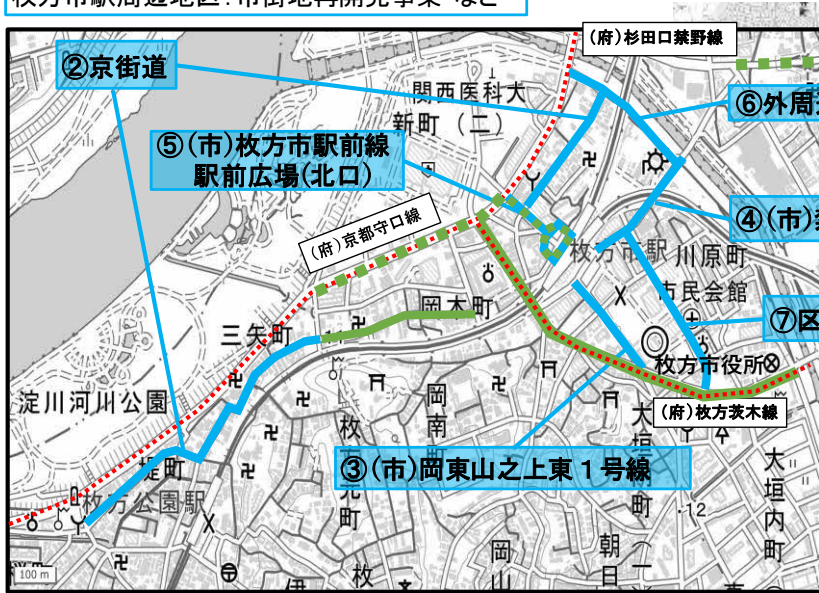 枚方市駅周辺地区：市街地再開発事業 など
(府)杉田口禁野線
②京街道
関西医科大
新町（二）
⑥外周
⑤(市)枚方市駅前線
駅前広場(北口)
(府)京都守口線
④(市)
枚方市駅
川原町
市民会館
岡本町
三矢町
⑦区
枚方市役所
淀川河川公園
岡南町
(府)枚方茨木線
堤町
③(市)岡東山之上東１号線
枚方公園駅
大垣内町
・12
朝日
岡山
伊
枚
100 m